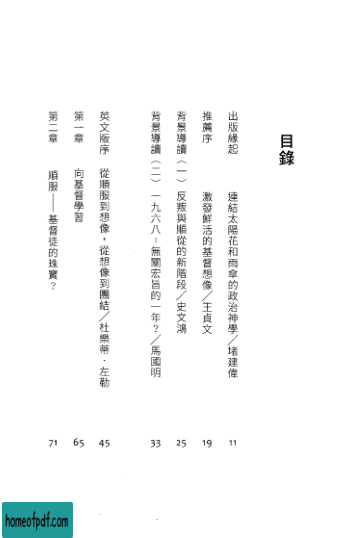 目錄
出版緣起 連結太陽花和雨傘的政治神學／堵建偉 11
推薦序 激發鮮活的基督想像／王貞文 19
背景導讀（一） 反叛與順從的新階段／史文鴻 25
背景導讀（二） 一九六八：無關宏旨的一年？／馬國明 33
英文版序 從順服到想像，從想像到團結／杜樂蒂．左勒 45
第一章 向基督學習 65
第二章 順服——基督徒的珠寶？ 71
homeofpdf.com